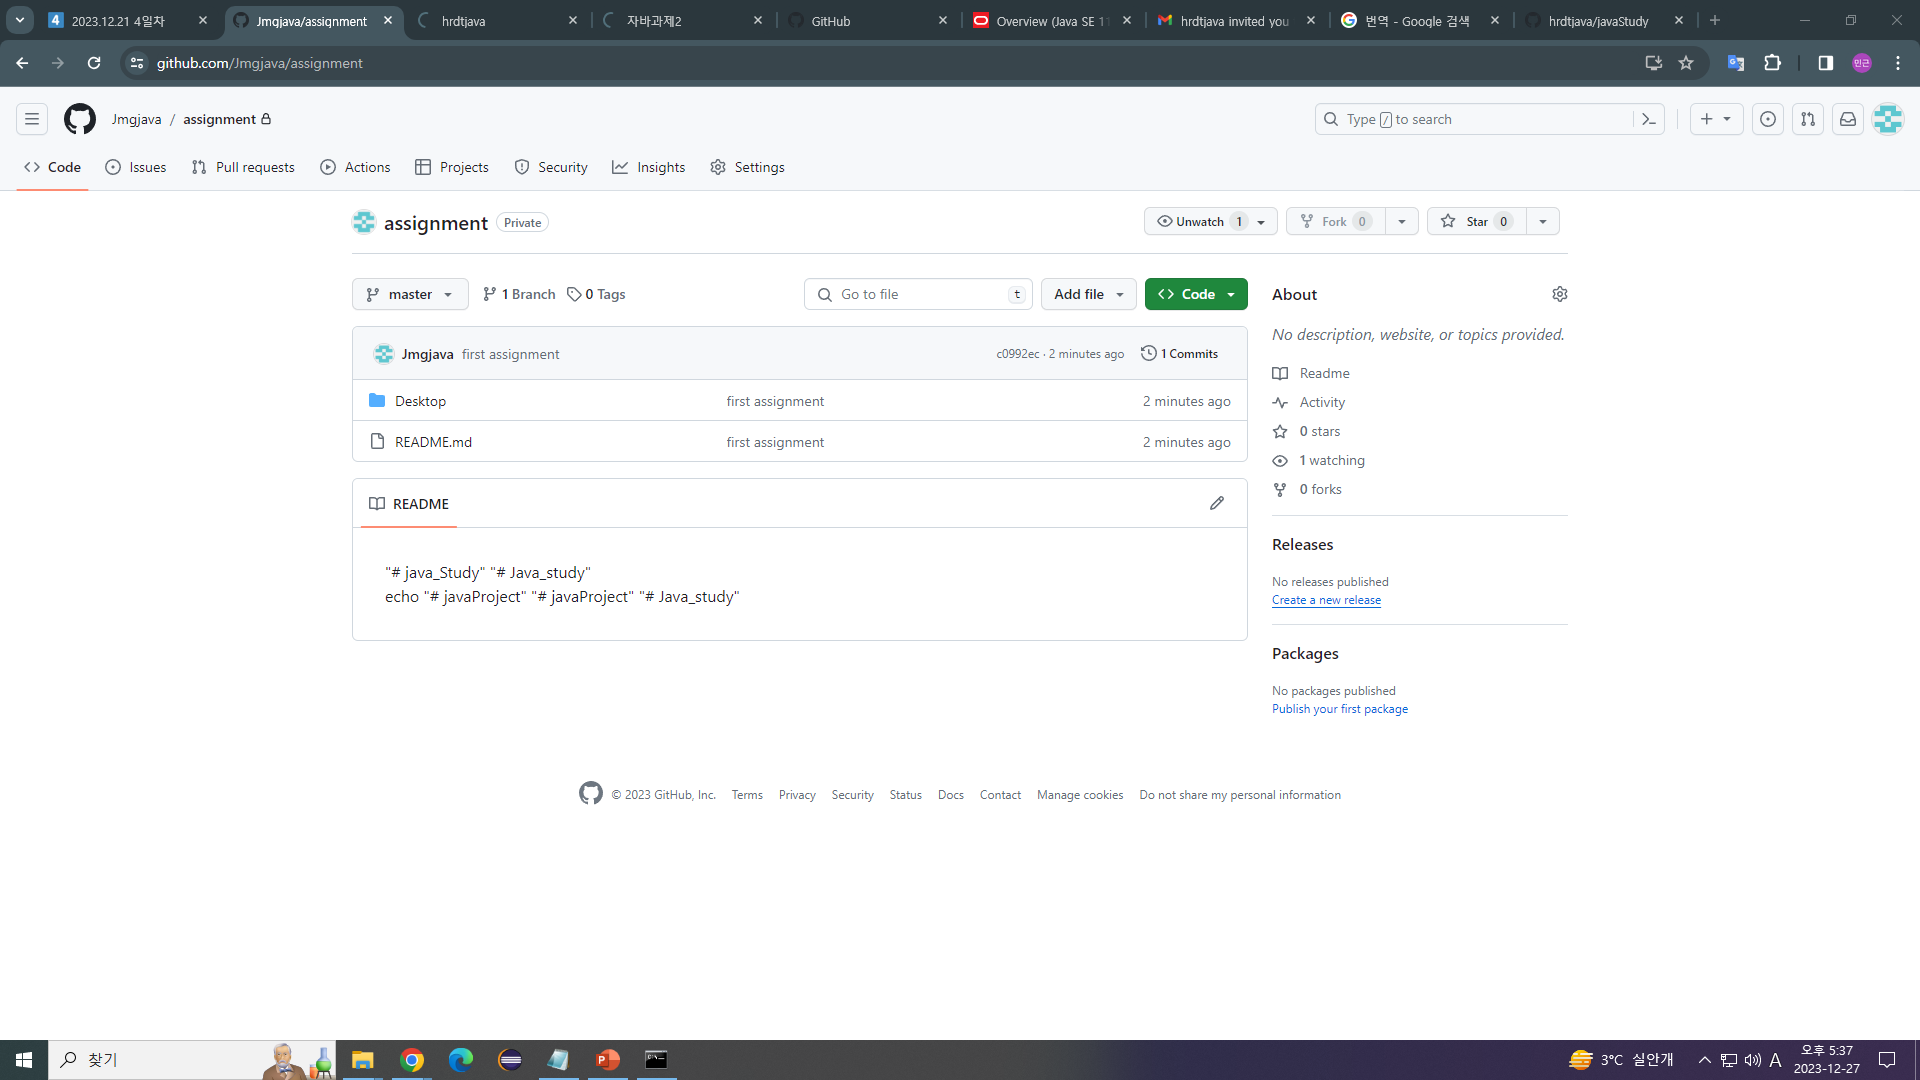 2023.12.21 4일차
Jmgjava/assignment
hrdtjava
자바과제2
GitHub
Overview (Java SE 11
hrdtjava invited you
번역 - Google 검색
hrdtjava/javaStudy
github.com/Jmgjava/assignment
민근
Jmgjava / assignment
Type / to search
Code
Issues
Pull requests
Actions
Projects
Security
Insights
Settings
assignment Private
Unwatch 1
Fork 0
Star 0
master
1 Branch
0 Tags
Go to file t
Add file
Code
Jmgjava first assignment
c0992ec · 2 minutes ago
1 Commits
Desktop first assignment 2 minutes ago
README.md first assignment 2 minutes ago
README
"# java_Study" "# Java_study"
echo "# javaProject" "# javaProject" "# Java_study"
About
No description, website, or topics provided.
Readme
Activity
0 stars
1 watching
0 forks
Releases
No releases published
Create a new release
Packages
No packages published
Publish your first package
© 2023 GitHub, Inc. Terms Privacy Security Status Docs Contact Manage cookies Do not share my personal information
찾기
3°C 실안개
A
오후 5:37
2023-12-27